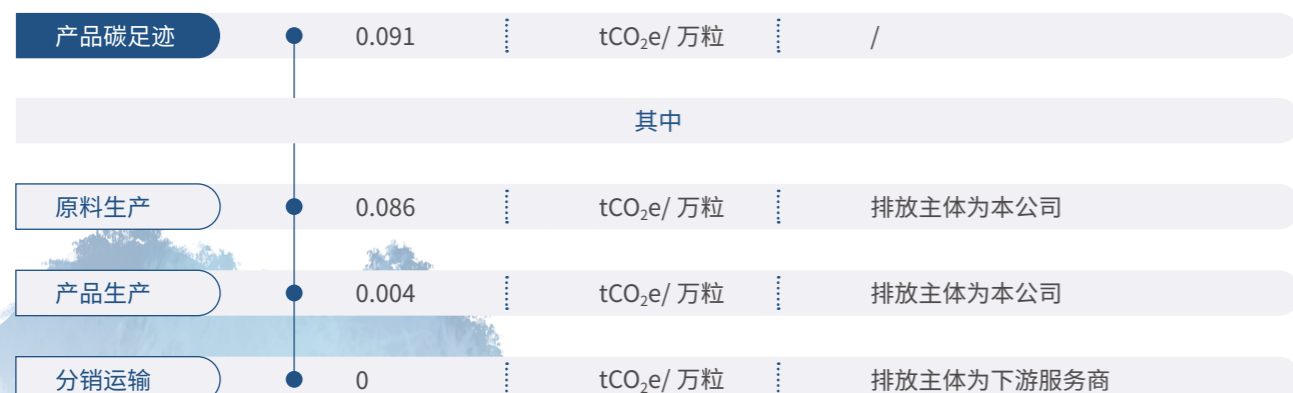 产品碳足迹 0.091 tCO₂e/ 万粒 /
其中
原料生产 0.086 tCO₂e/ 万粒 排放主体为本公司
产品生产 0.004 tCO₂e/ 万粒 排放主体为本公司
分销运输 0 tCO₂e/ 万粒 排放主体为下游服务商